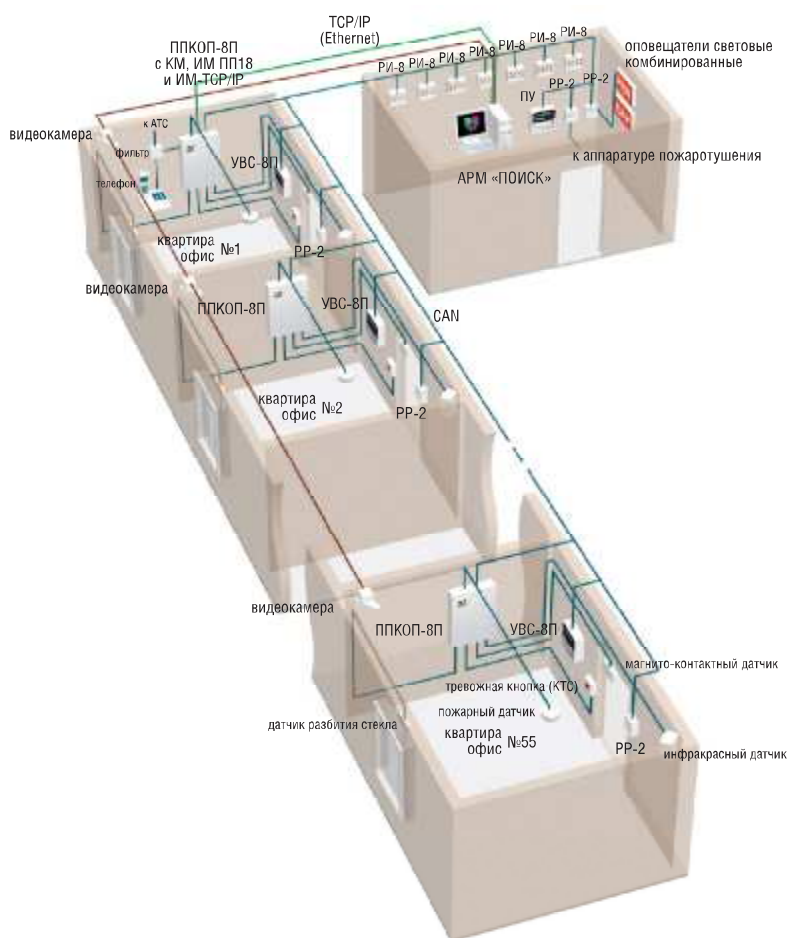 TCP/IP
(Ethernet)
ППКОП-8П
с КМ, ИМ ПП18
и ИМ-TCP/IP
РИ-8
РИ-8
РИ-8
РИ-8
РИ-8
РИ-8
РИ-8
оповещатели световые
комбинированные
ПУ
РР-2
РР-2
видеокамера
к АТС
фильтр
телефон
УВС-8П
к аппаратуре пожаротушения
АРМ «ПОИСК»
квартира
офис №1
РР-2
видеокамера
ППКОП-8П
УВС-8П
CAN
квартира
офис №2
РР-2
видеокамера
ППКОП-8П
УВС-8П
магнито-контактный датчик
тревожная кнопка (КТС)
пожарный датчик
датчик разбития стекла
квартира
офис №55
РР-2
инфракрасный датчик